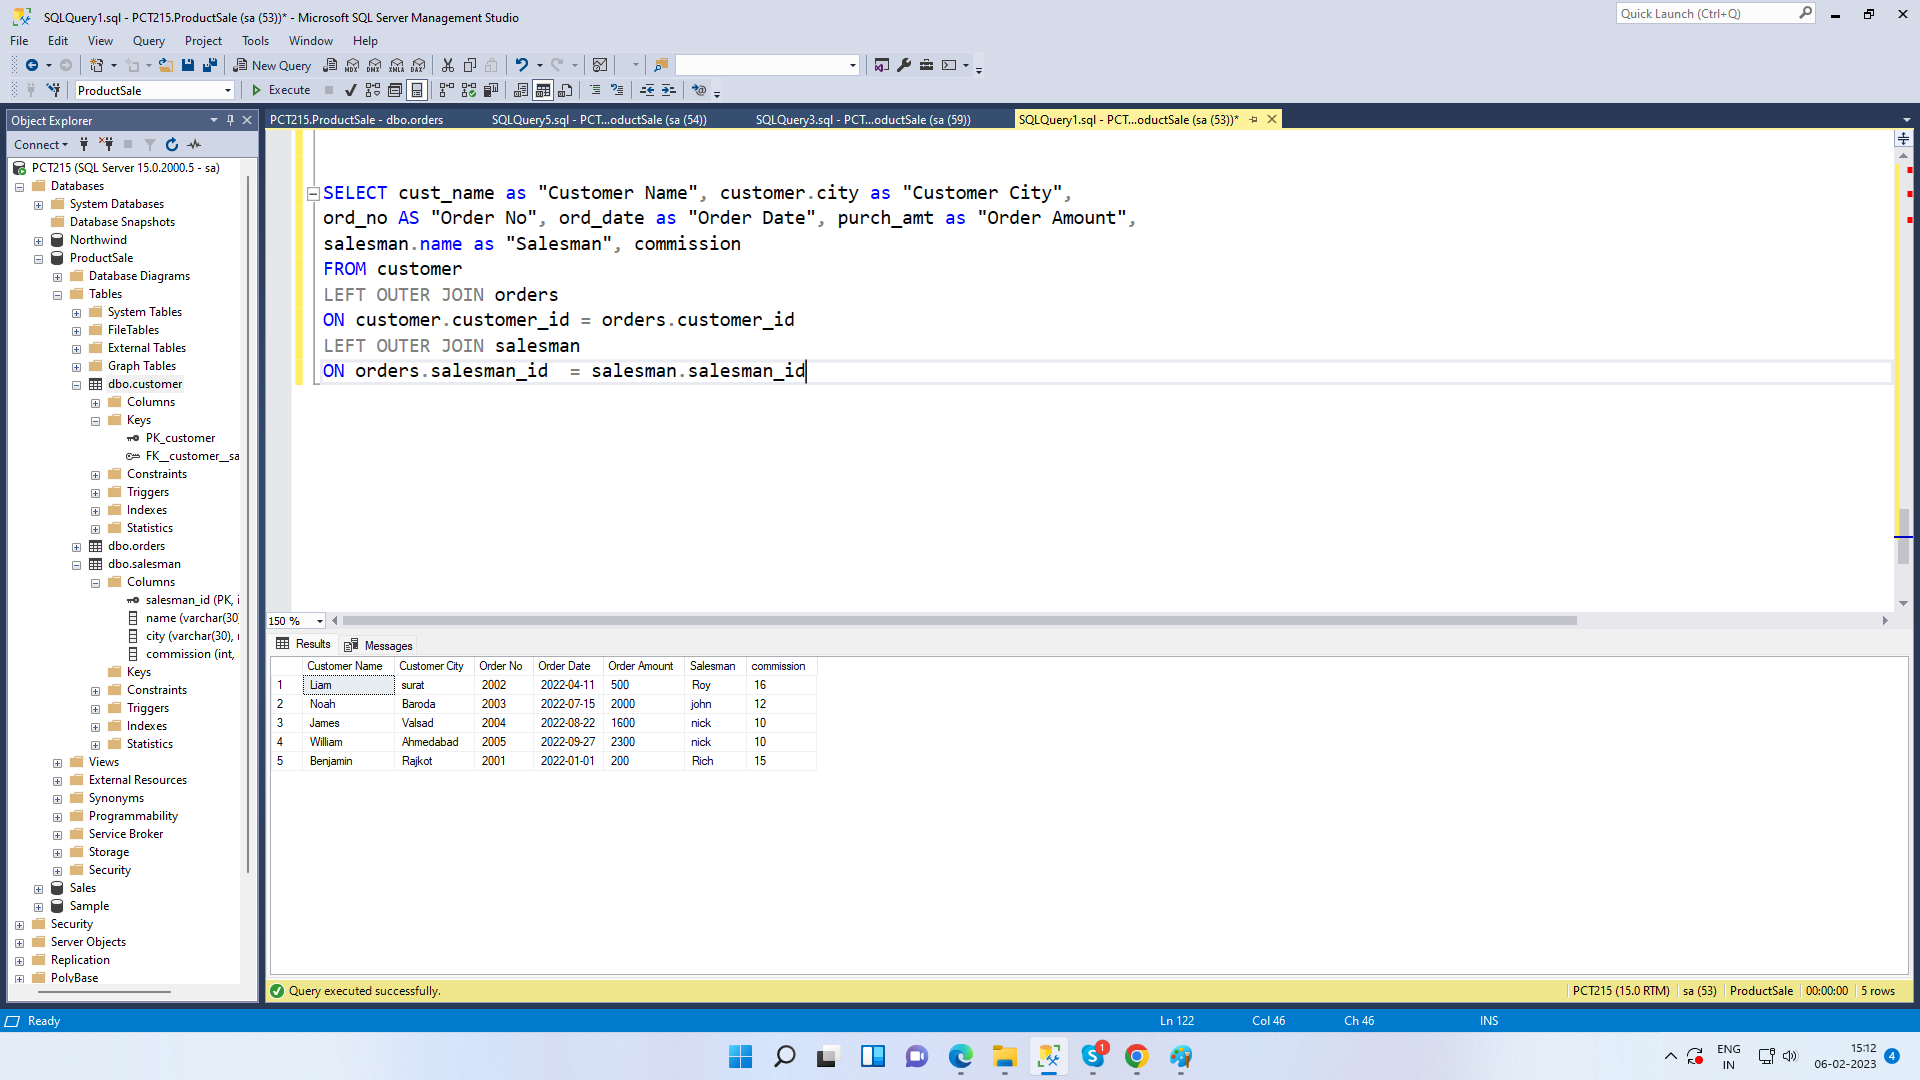 SQLQuery1.sql - PCT215.ProductSale (sa (53))* - Microsoft SQL Server Management Studio
Quick Launch (Ctrl+Q)
File Edit View Query Project Tools Window Help
New Query
MDX DMX XMLA DAX
ProductSale
Execute
Object Explorer
PCT215.ProductSale - dbo.orders
SQLQuery5.sql - PCT...oductSale (sa (54))
SQLQuery3.sql - PCT...oductSale (sa (59))
SQLQuery1.sql - PCT...oductSale (sa (53))*
Connect
PCT215 (SQL Server 15.0.2000.5 - sa)
Databases
System Databases
Database Snapshots
Northwind
ProductSale
Database Diagrams
Tables
System Tables
FileTables
External Tables
Graph Tables
dbo.customer
Columns
Keys
PK_customer
FK__customer__sa
Constraints
Triggers
Indexes
Statistics
dbo.orders
dbo.salesman
Columns
salesman_id (PK, i
name (varchar(30)
city (varchar(30), r
commission (int,
Keys
Constraints
Triggers
Indexes
Statistics
Views
External Resources
Synonyms
Programmability
Service Broker
Storage
Security
Sales
Sample
Security
Server Objects
Replication
PolyBase
SELECT cust_name as "Customer Name", customer.city as "Customer City",
ord_no AS "Order No", ord_date as "Order Date", purch_amt as "Order Amount",
salesman.name as "Salesman", commission
FROM customer
LEFT OUTER JOIN orders
ON customer.customer_id = orders.customer_id
LEFT OUTER JOIN salesman
ON orders.salesman_id  = salesman.salesman_id
150 %
Results Messages
Customer Name Customer City Order No Order Date Order Amount Salesman commission
1 Liam surat 2002 2022-04-11 500 Roy 16
2 Noah Baroda 2003 2022-07-15 2000 john 12
3 James Valsad 2004 2022-08-22 1600 nick 10
4 William Ahmedabad 2005 2022-09-27 2300 nick 10
5 Benjamin Rajkot 2001 2022-01-01 200 Rich 15
Query executed successfully.
PCT215 (15.0 RTM) sa (53) ProductSale 00:00:00 5 rows
Ready
Ln 122 Col 46 Ch 46 INS
1
ENG
IN
15:12
06-02-2023
4